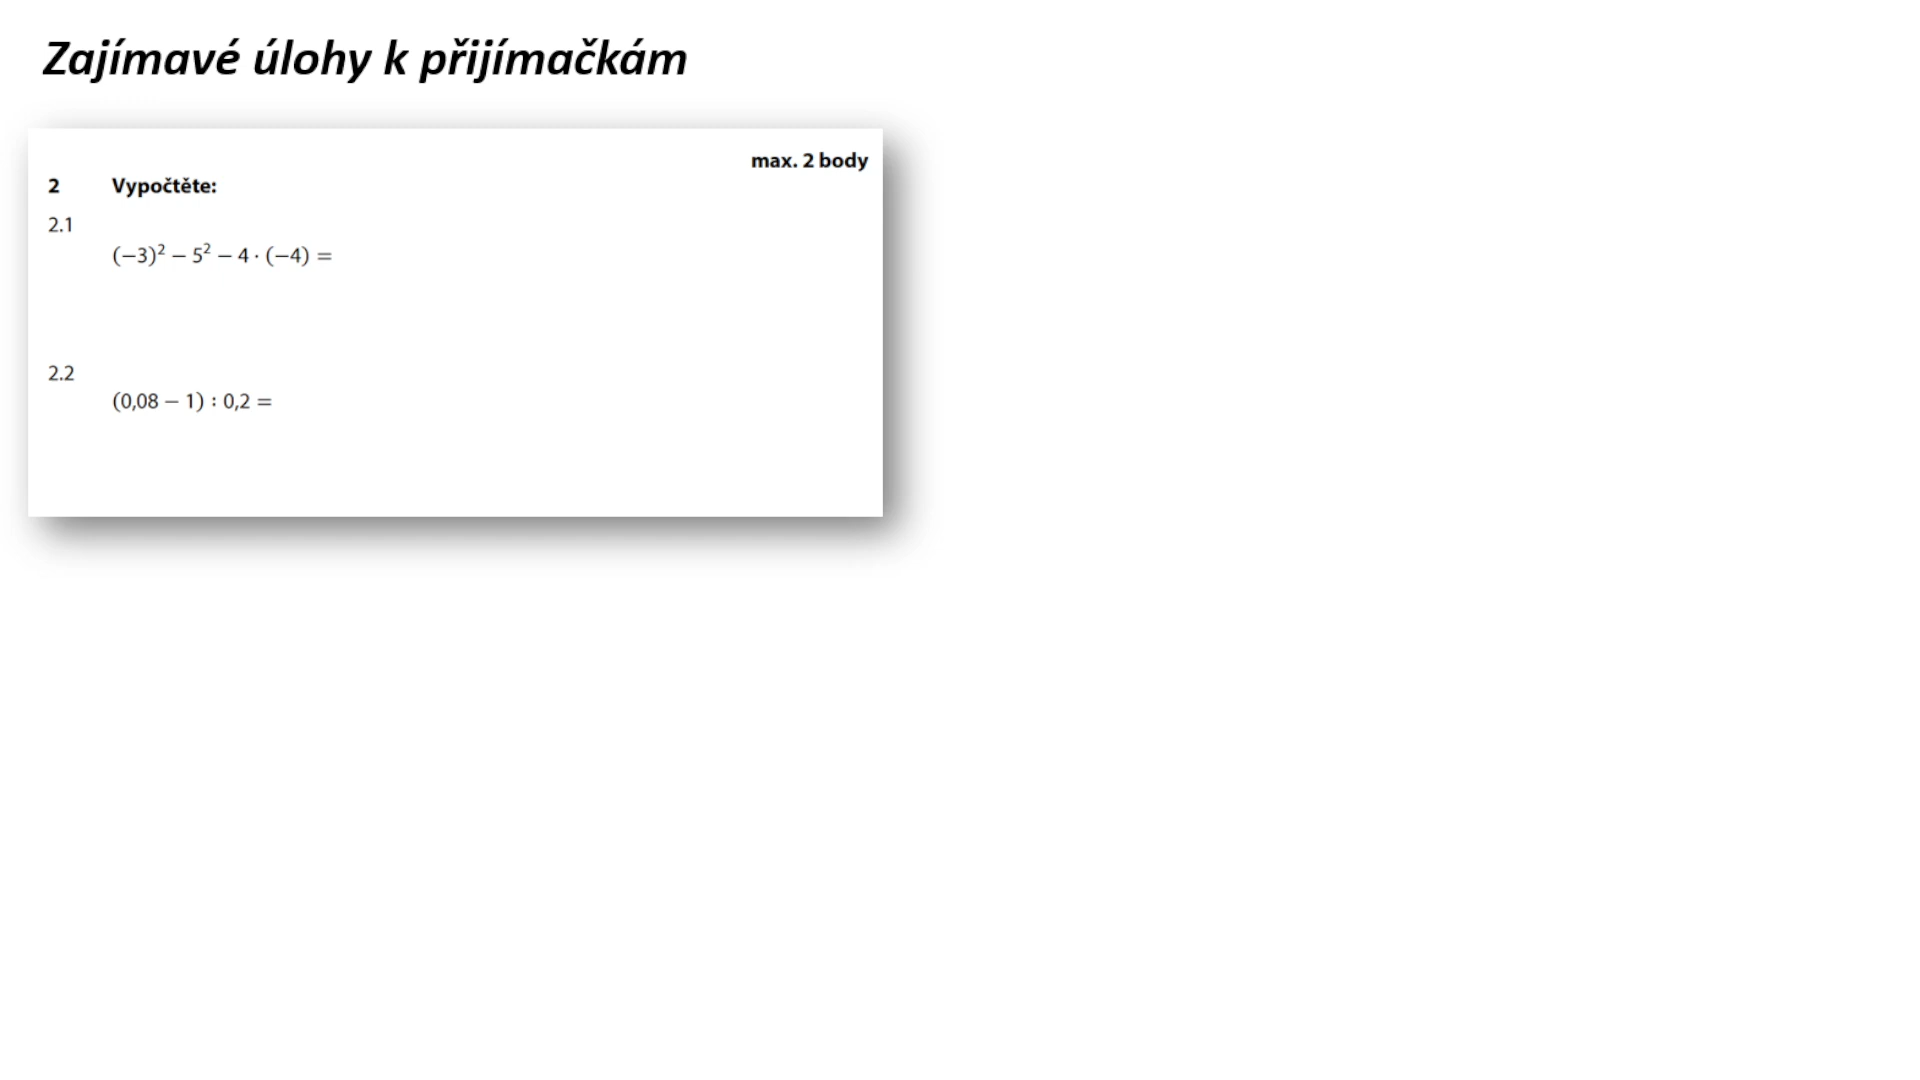 Zajímavé úlohy k přijímačkám
max. 2 body
2 Vypočtěte:
2.1
(−3)² − 5² − 4 · (−4) =
2.2
(0,08 − 1) : 0,2 =